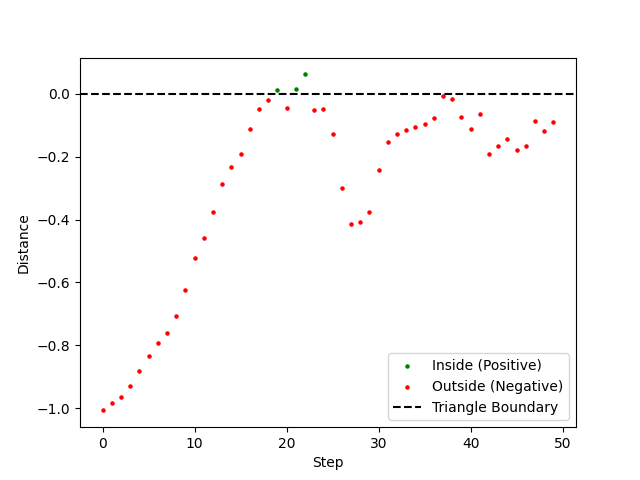 0.0
−0.2
−0.4
−0.6
−0.8
−1.0
Distance
0 10 20 30 40 50
Step
Inside (Positive)
Outside (Negative)
Triangle Boundary